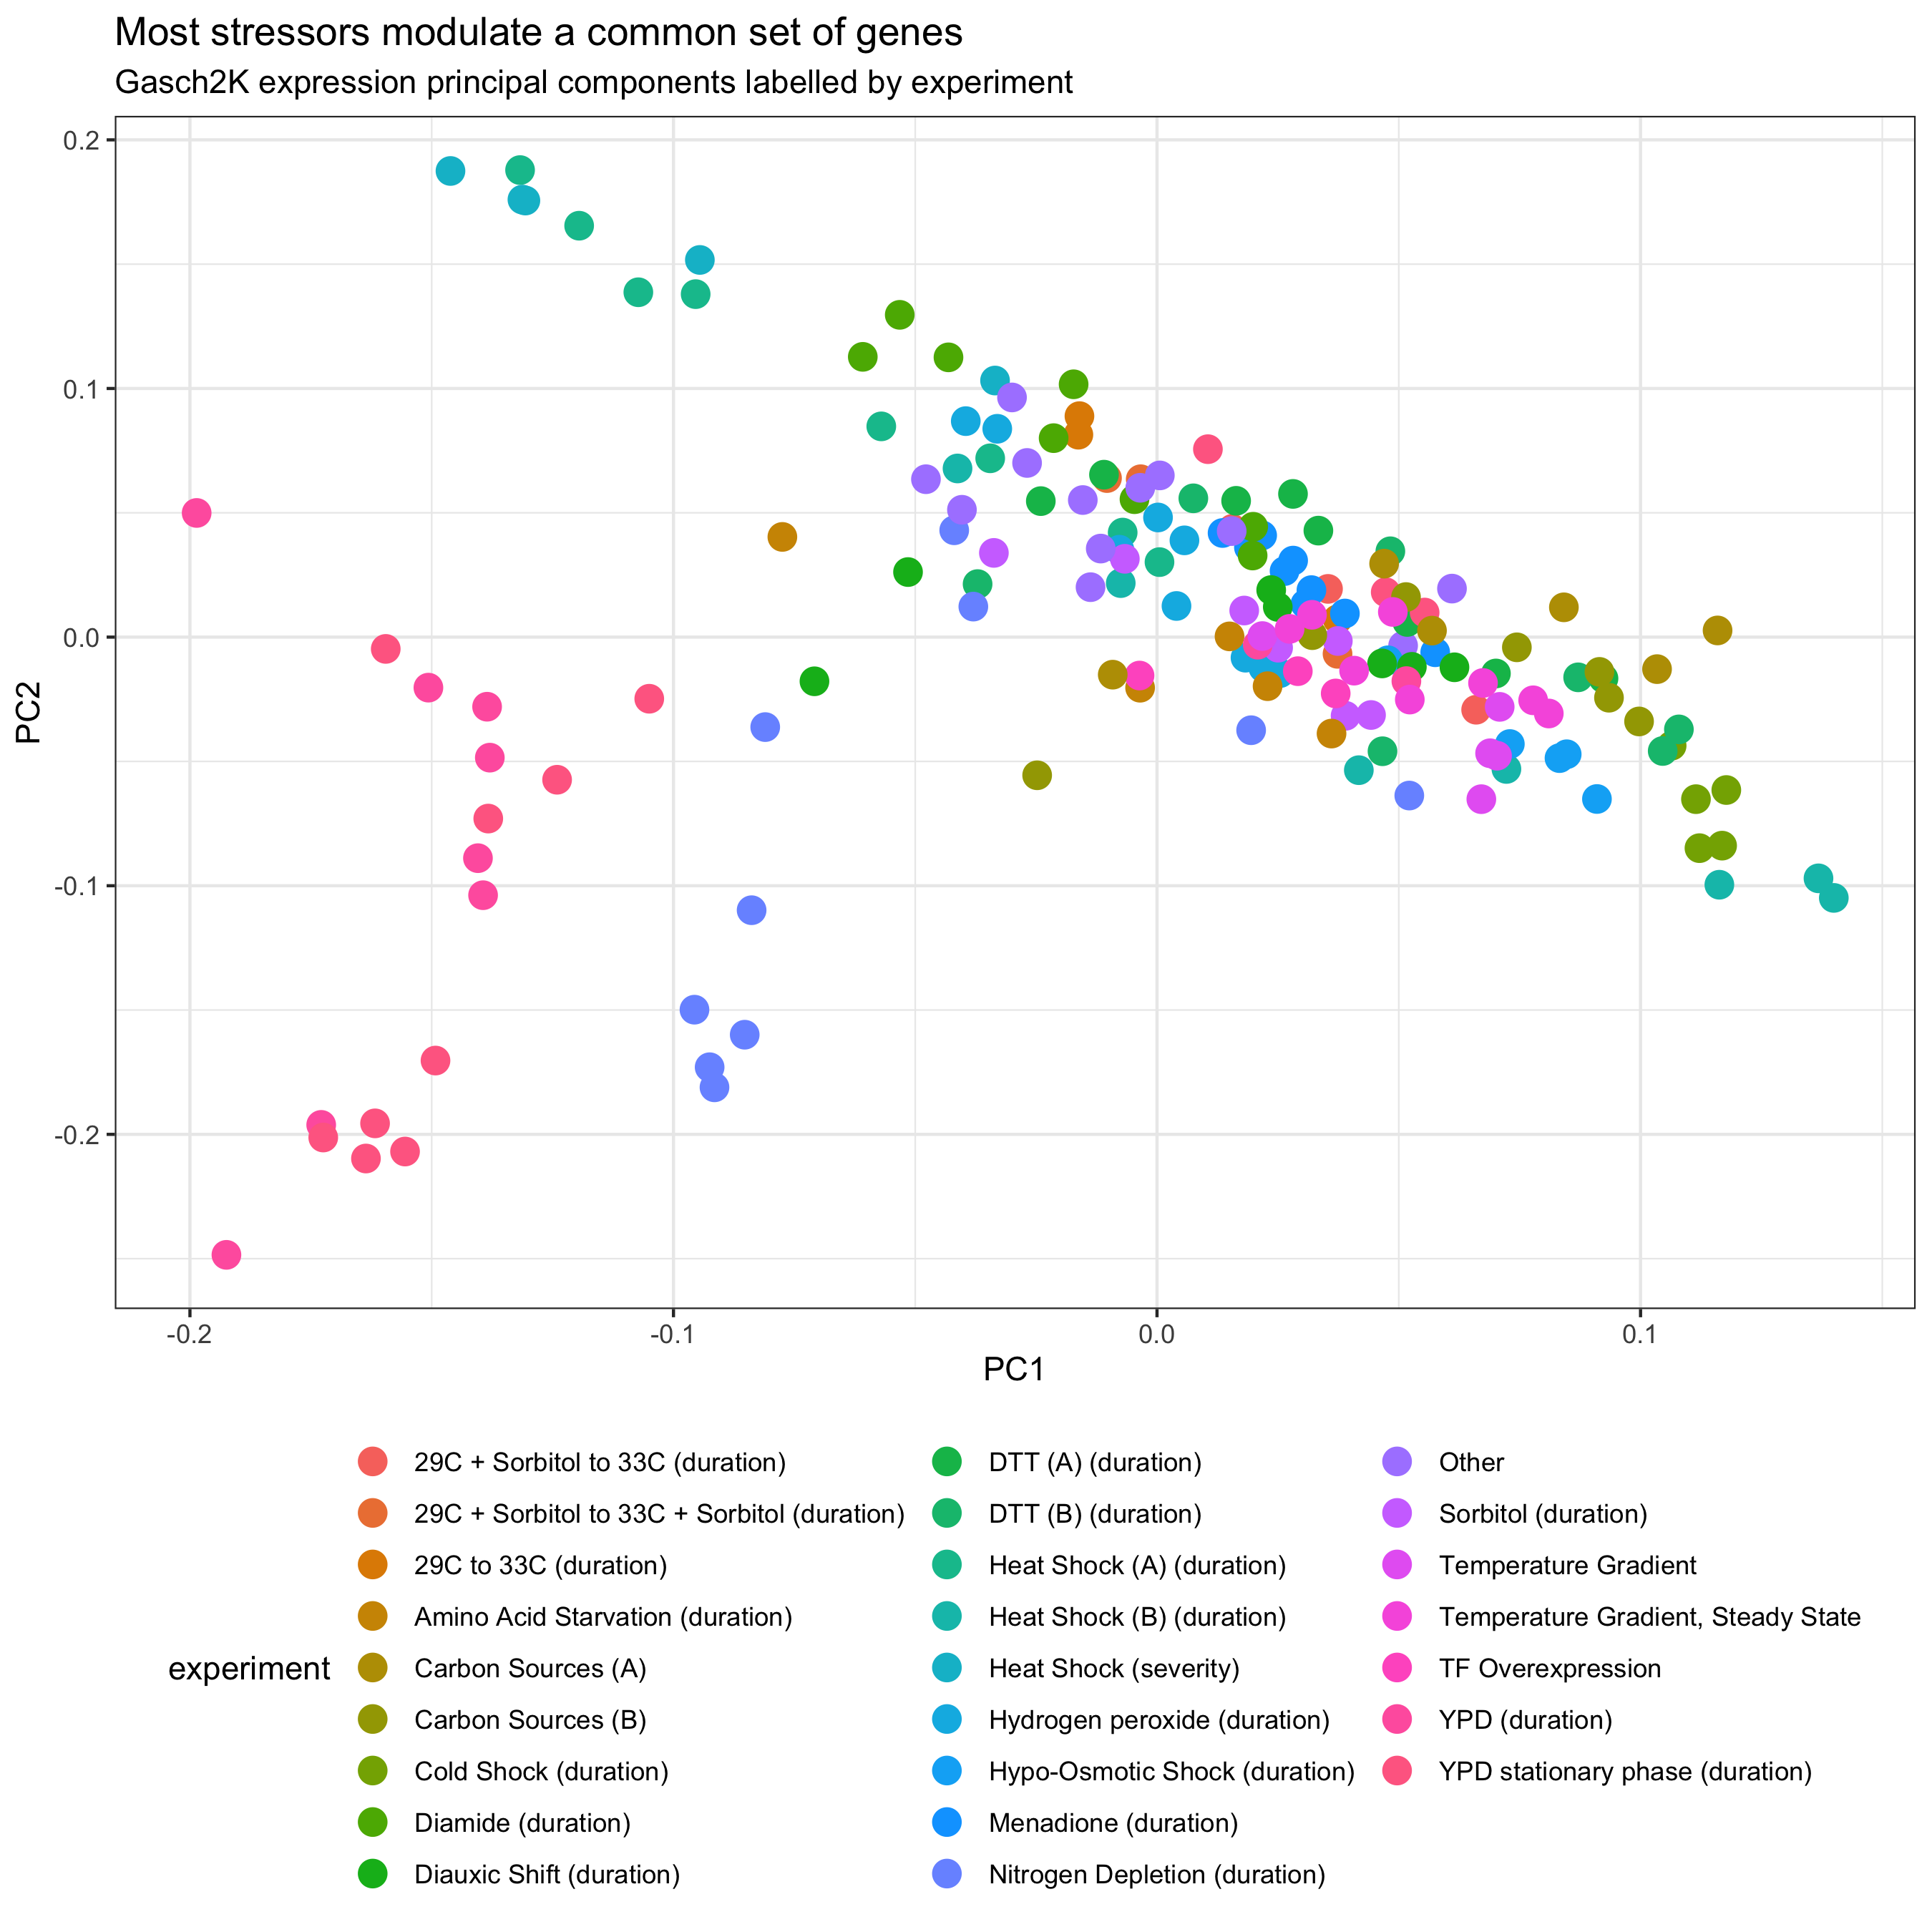 Most stressors modulate a common set of genes
Gasch2K expression principal components labelled by experiment
0.2
0.1
0.0
-0.1
-0.2
PC2
-0.2
-0.1
0.0
0.1
PC1
experiment
29C + Sorbitol to 33C (duration)
29C + Sorbitol to 33C + Sorbitol (duration)
29C to 33C (duration)
Amino Acid Starvation (duration)
Carbon Sources (A)
Carbon Sources (B)
Cold Shock (duration)
Diamide (duration)
Diauxic Shift (duration)
DTT (A) (duration)
DTT (B) (duration)
Heat Shock (A) (duration)
Heat Shock (B) (duration)
Heat Shock (severity)
Hydrogen peroxide (duration)
Hypo-Osmotic Shock (duration)
Menadione (duration)
Nitrogen Depletion (duration)
Other
Sorbitol (duration)
Temperature Gradient
Temperature Gradient, Steady State
TF Overexpression
YPD (duration)
YPD stationary phase (duration)